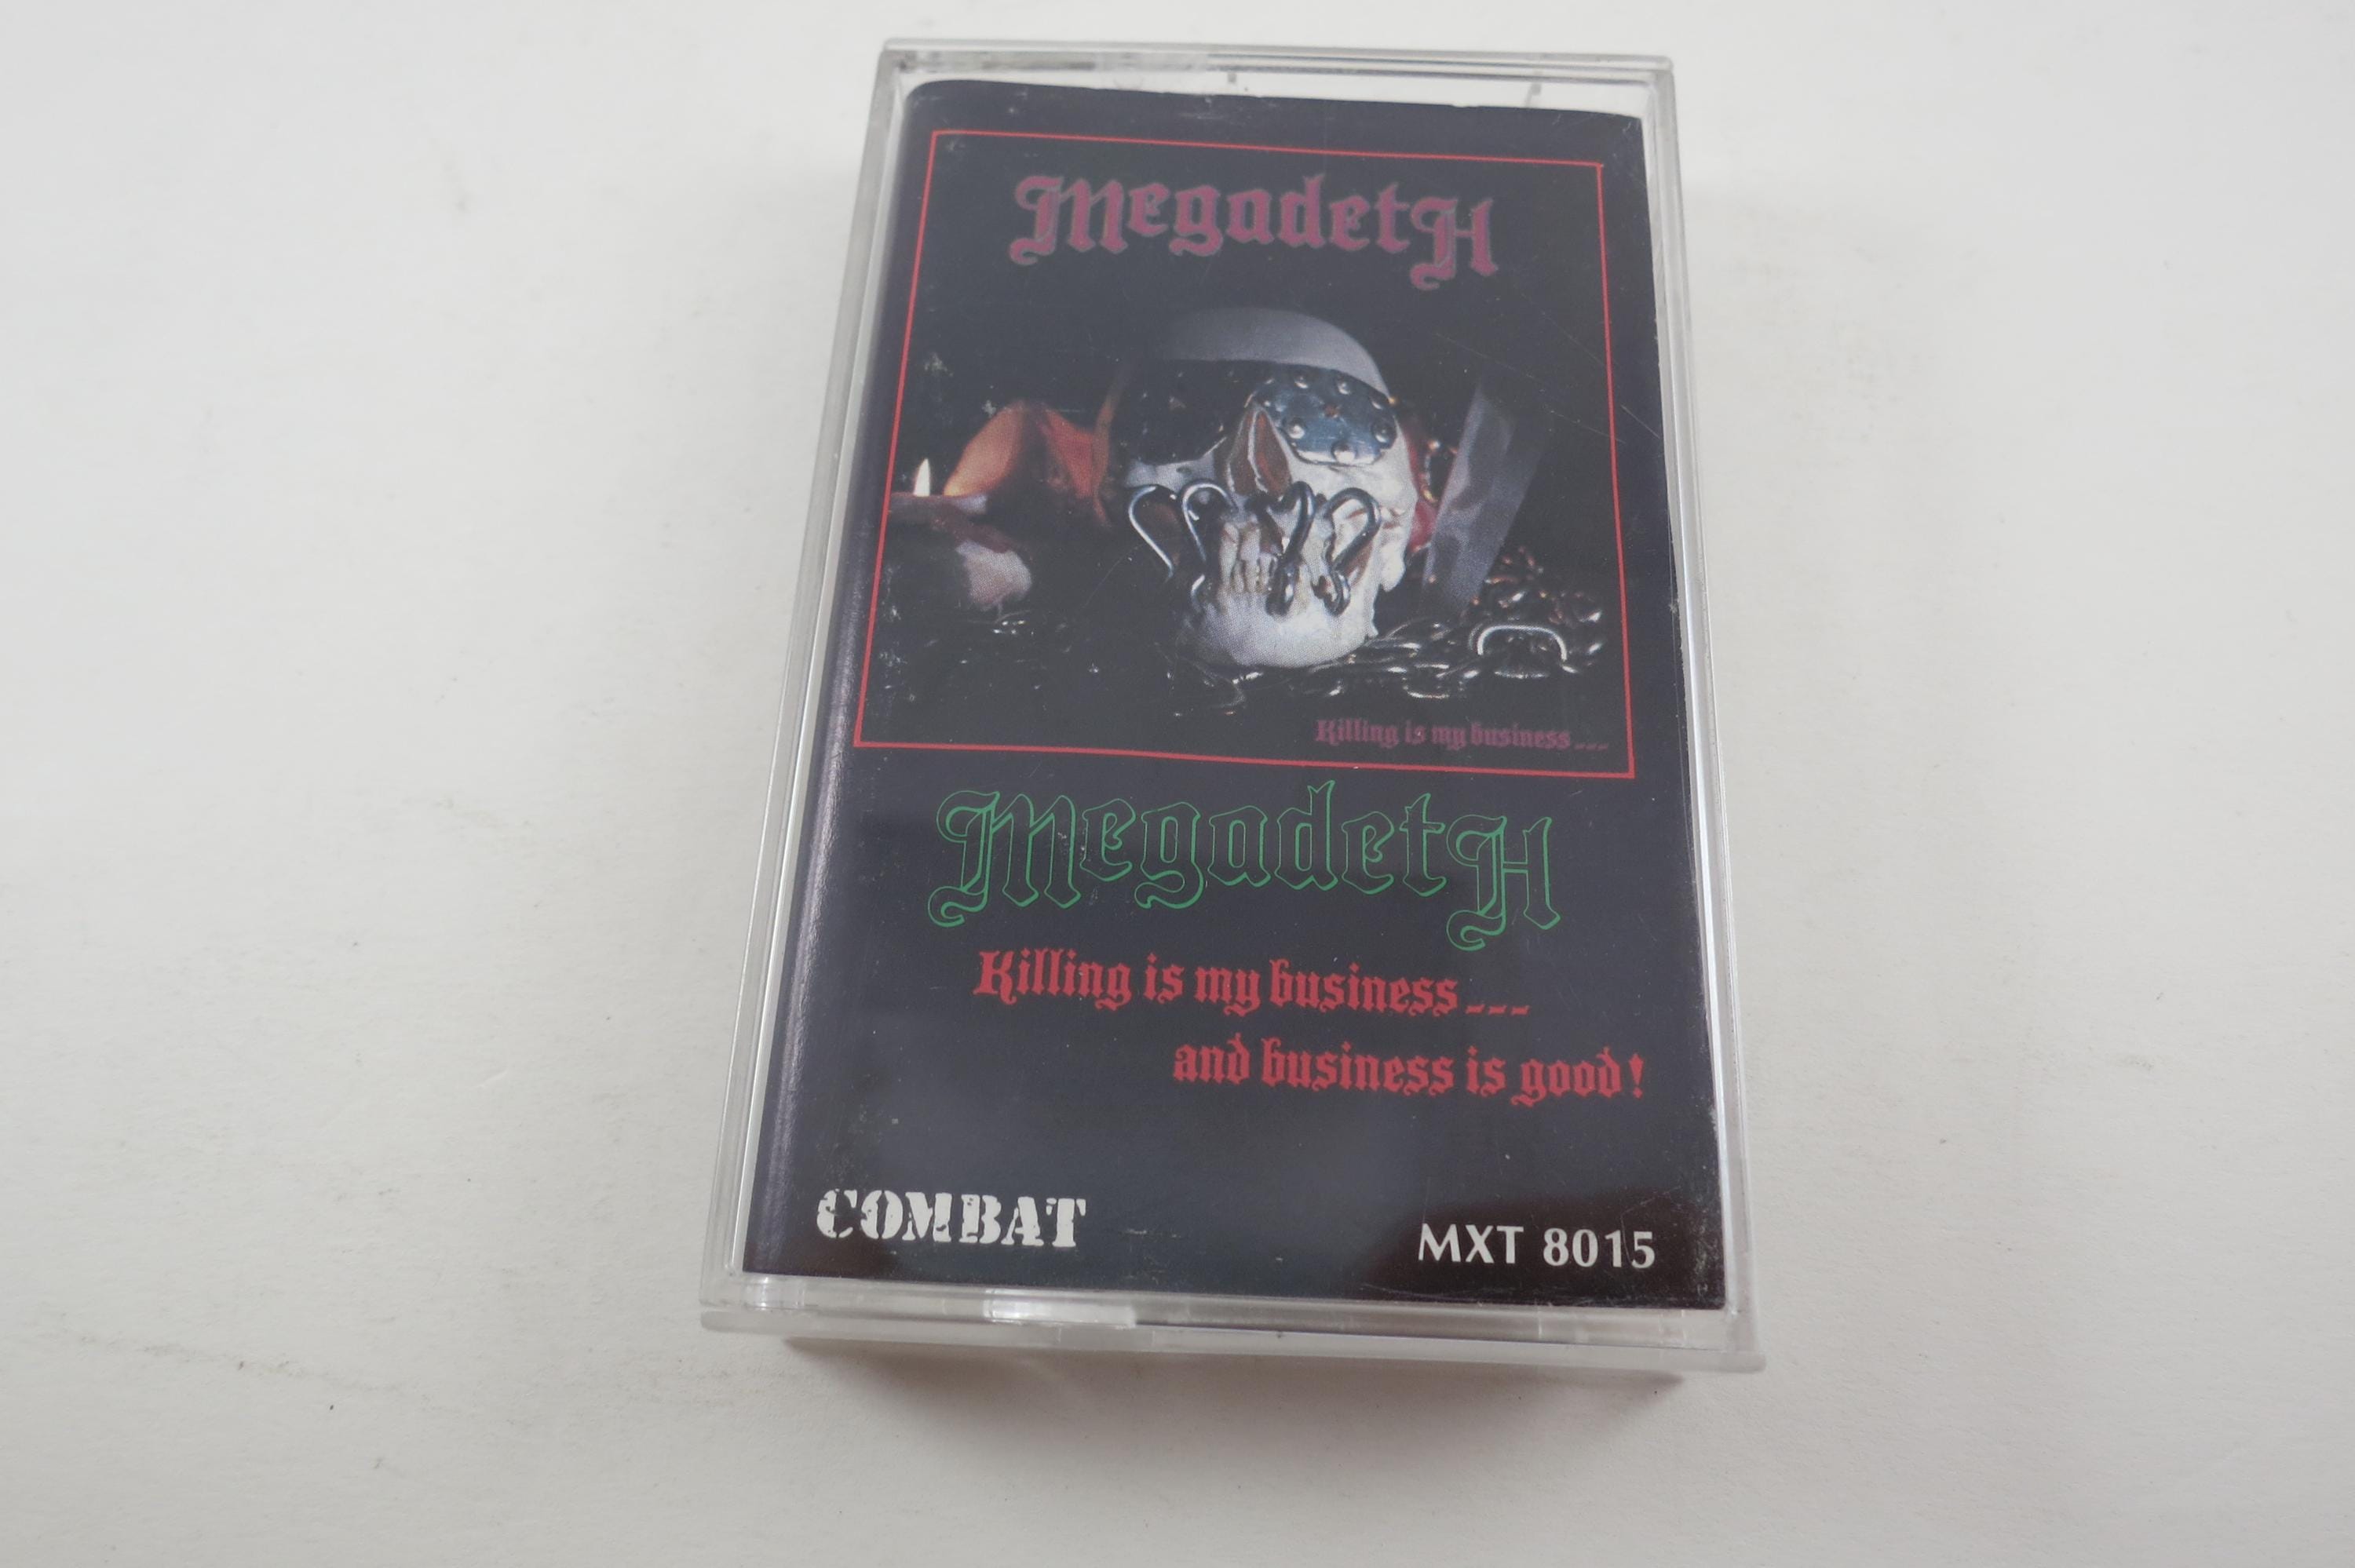 MegadetH
Killing is my business---
MegadetH
Killing is my business---
and business is good!
COMBAT
MXT 8015